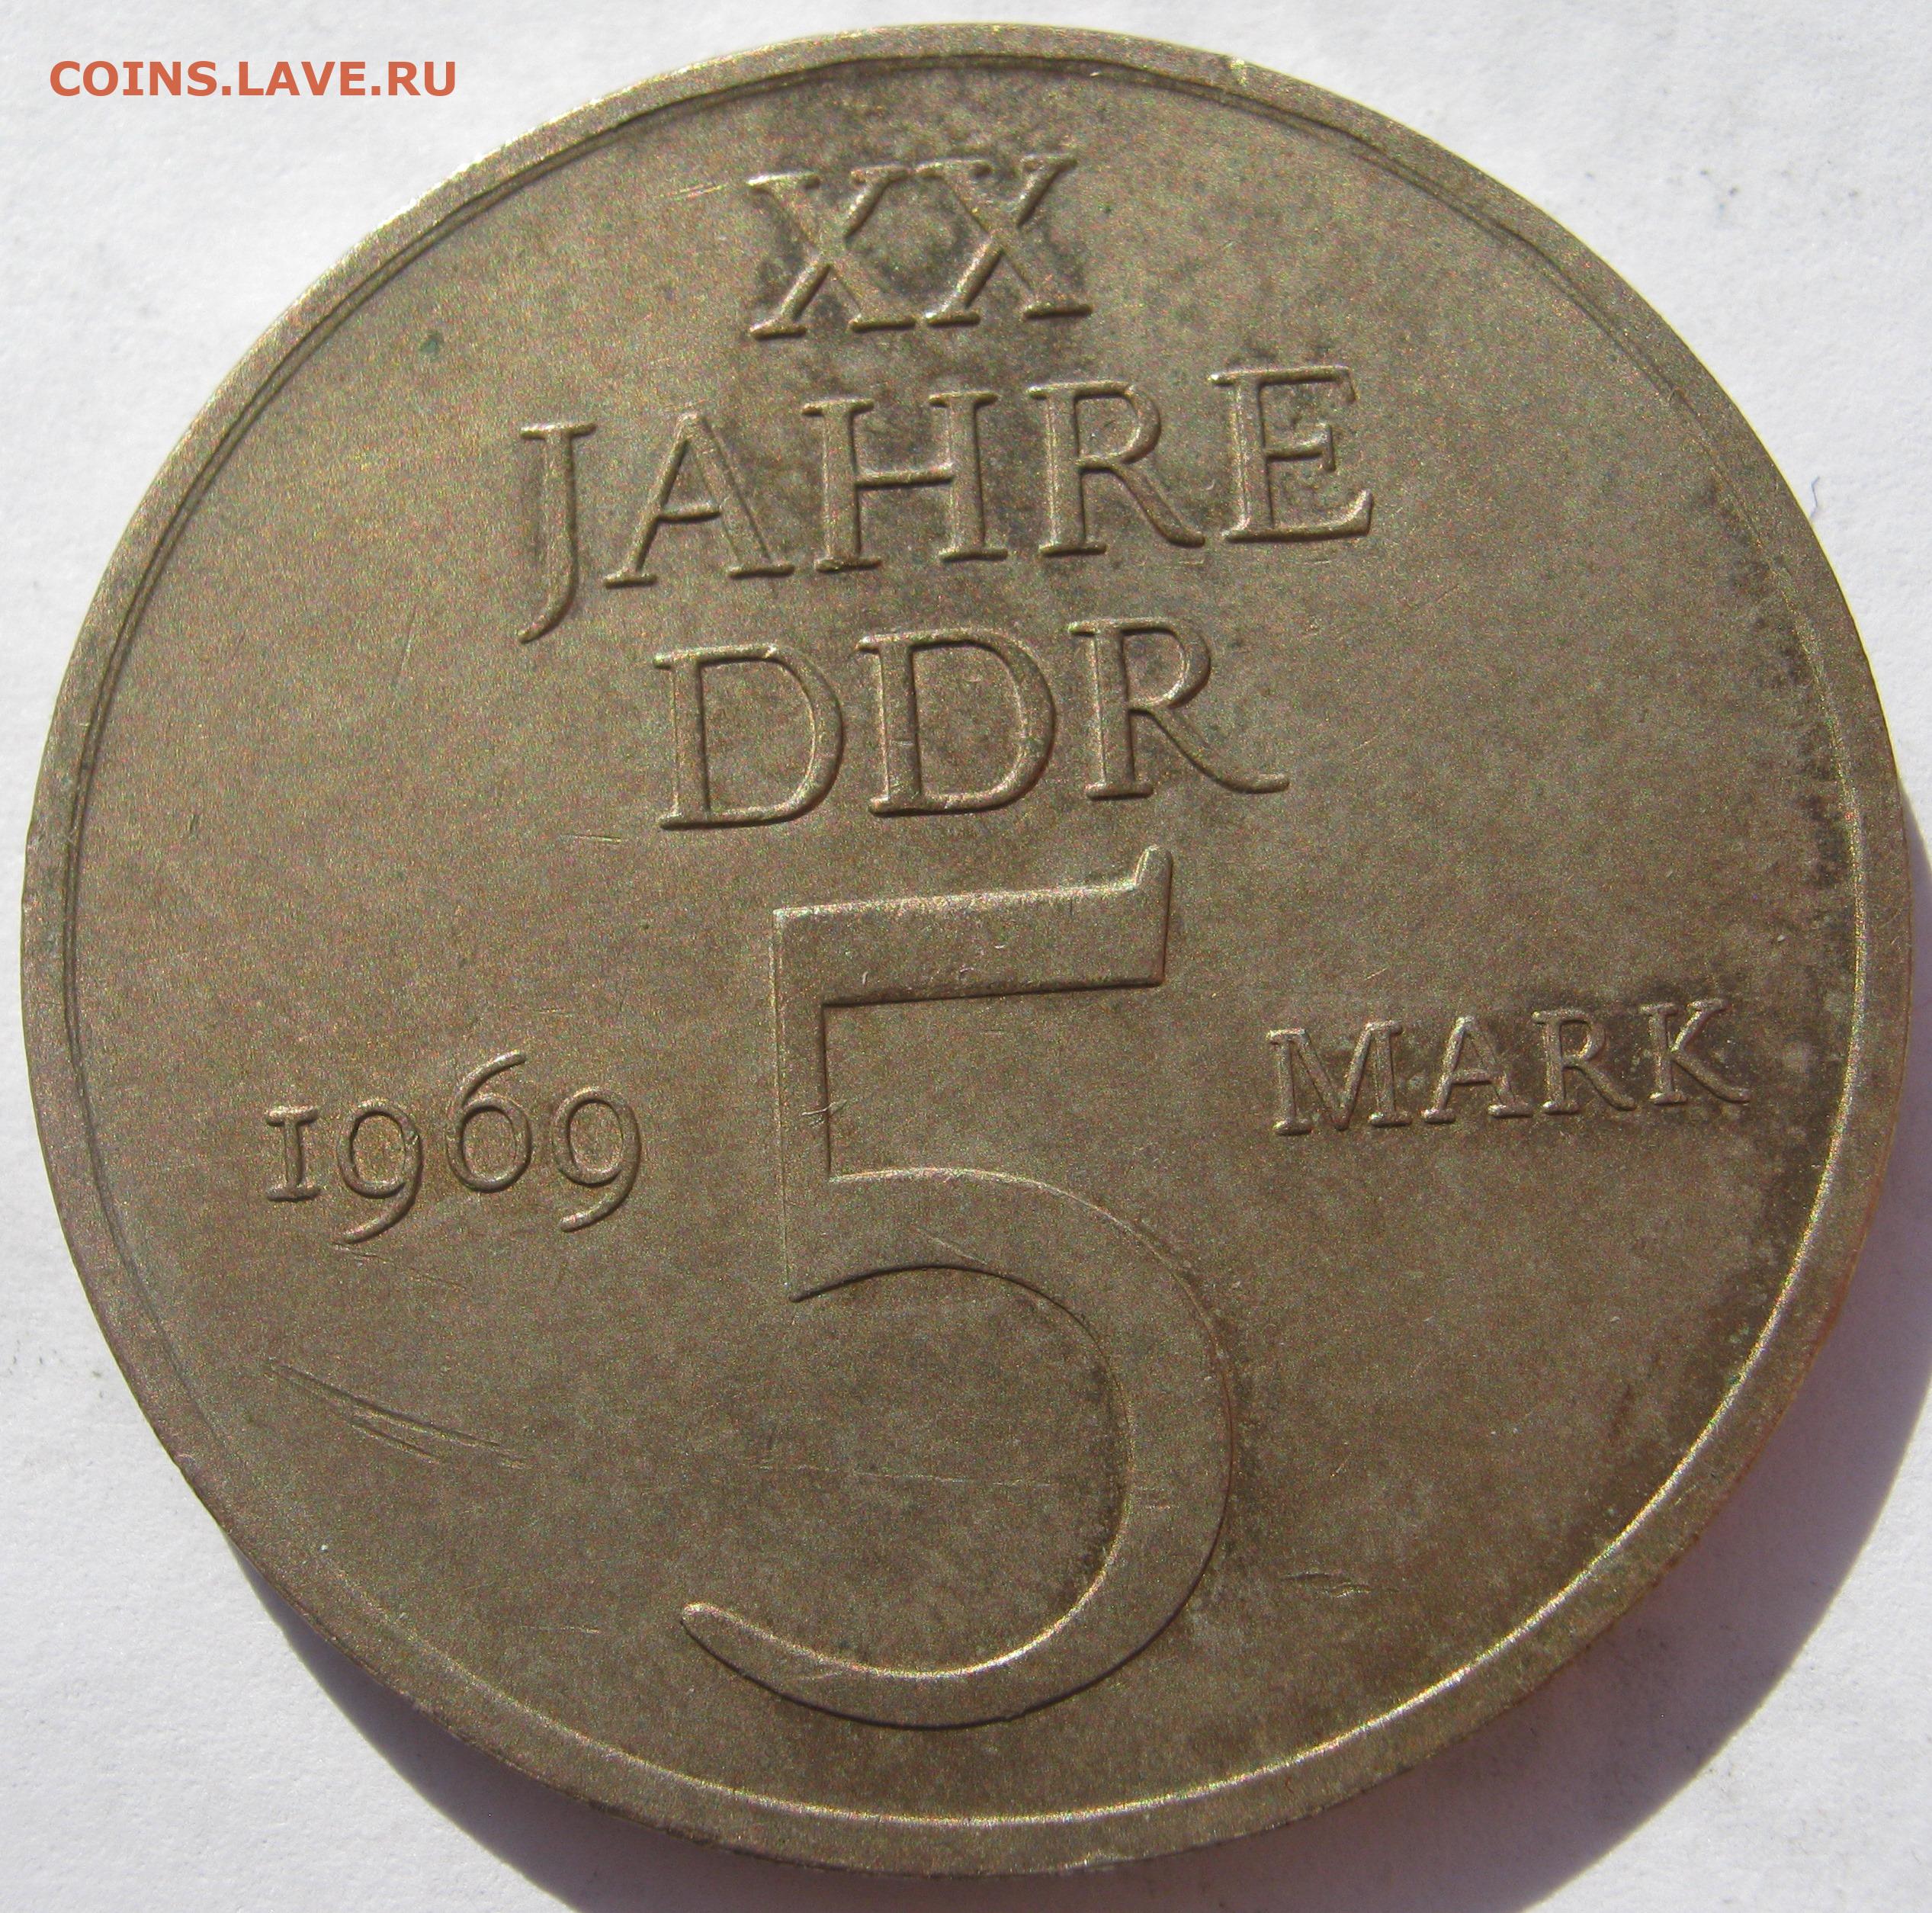 COINS.LAVE.RU
XX
JAHRE
DDR
1969 5 MARK